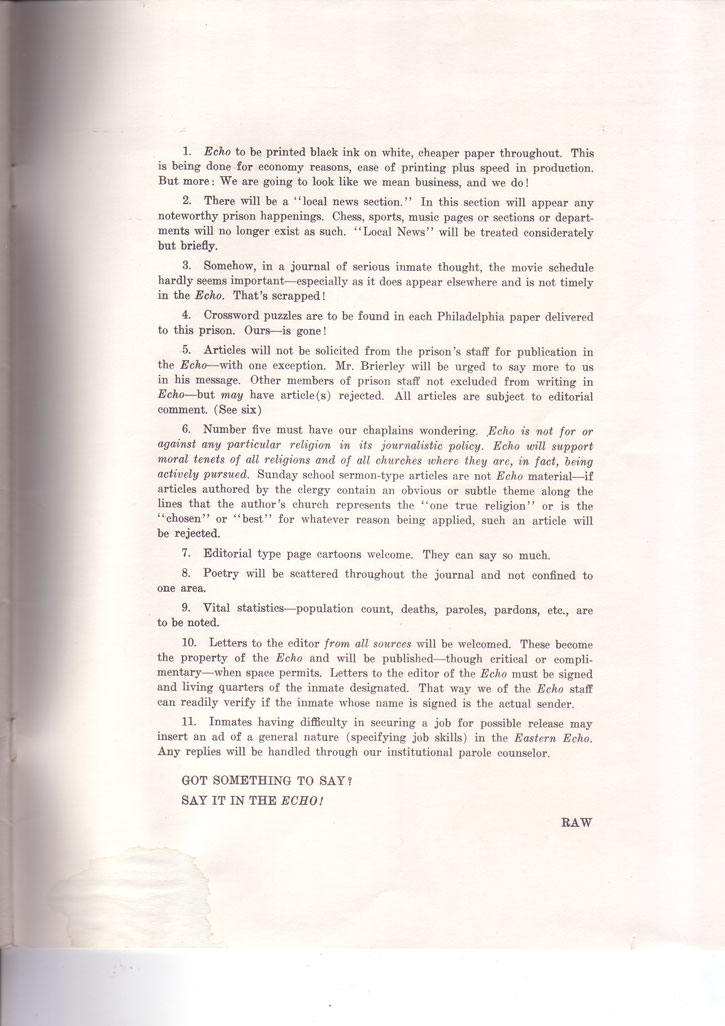 1. Echo to be printed black ink on white, cheaper paper throughout. This
is being done for economy reasons, ease of printing plus speed in production.
But more: We are going to look like we mean business, and we do!
2. There will be a "local news section." In this section will appear any
noteworthy prison happenings. Chess, sports, music pages or sections or depart-
ments will no longer exist as such. "Local News" will be treated considerately
but briefly.
3. Somehow, in a journal of serious inmate thought, the movie schedule
hardly seems important—especially as it does appear elsewhere and is not timely
in the Echo. That's scrapped!
4. Crossword puzzles are to be found in each Philadelphia paper delivered
to this prison. Ours—is gone!
5. Articles will not be solicited from the prison's staff for publication in
the Echo—with one exception. Mr. Brierley will be urged to say more to us
in his message. Other members of prison staff not excluded from writing in
Echo—but may have article(s) rejected. All articles are subject to editorial
comment. (See six)
6. Number five must have our chaplains wondering. Echo is not for or
against any particular religion in its journalistic policy. Echo will support
moral tenets of all religions and of all churches where they are, in fact, being
actively pursued. Sunday school sermon-type articles are not Echo material—if
articles authored by the clergy contain an obvious or subtle theme along the
lines that the author's church represents the "one true religion" or is the
"chosen" or "best" for whatever reason being applied, such an article will
be rejected.
7. Editorial type page cartoons welcome. They can say so much.
8. Poetry will be scattered throughout the journal and not confined to
one area.
9. Vital statistics—population count, deaths, paroles, pardons, etc., are
to be noted.
10. Letters to the editor from all sources will be welcomed. These become
the property of the Echo and will be published—though critical or compli-
mentary—when space permits. Letters to the editor of the Echo must be signed
and living quarters of the inmate designated. That way we of the Echo staff
can readily verify if the inmate whose name is signed is the actual sender.
11. Inmates having difficulty in securing a job for possible release may
insert an ad of a general nature (specifying job skills) in the Eastern Echo.
Any replies will be handled through our institutional parole counselor.
GOT SOMETHING TO SAY?
SAY IT IN THE ECHO!
RAW